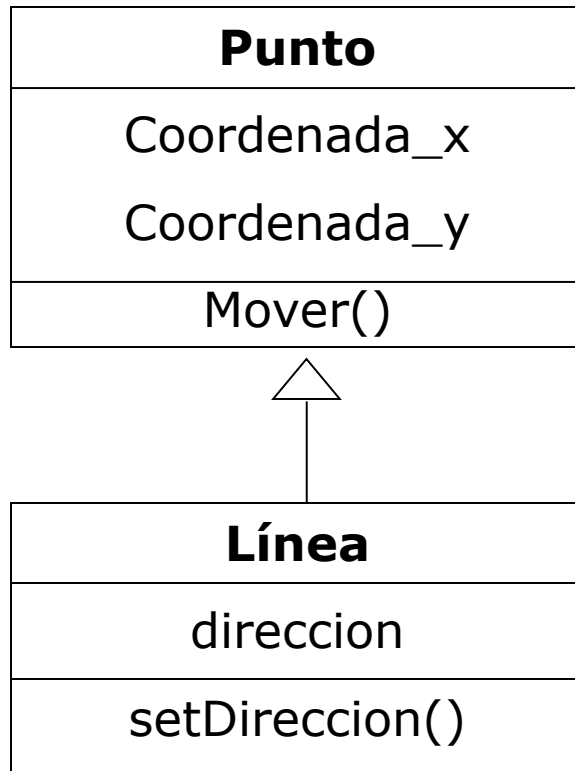 Punto
Coordenada_x
Coordenada_y
Mover()
Línea
direccion
setDireccion()